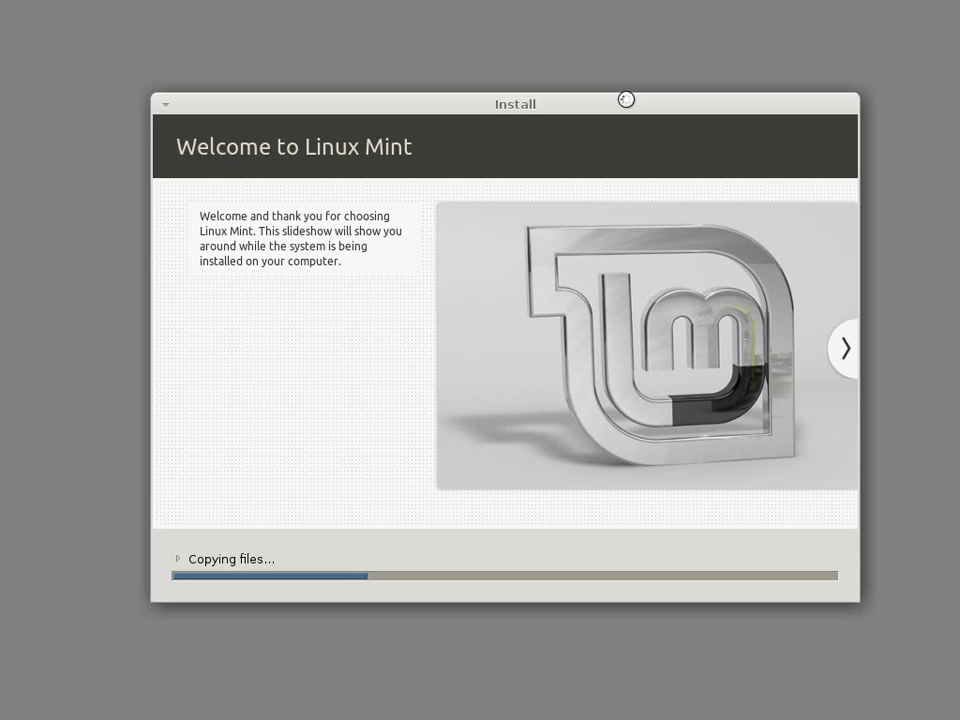 Install
Welcome to Linux Mint
Welcome and thank you for choosing
Linux Mint. This slideshow will show you
around while the system is being
installed on your computer.
lm
Copying files...